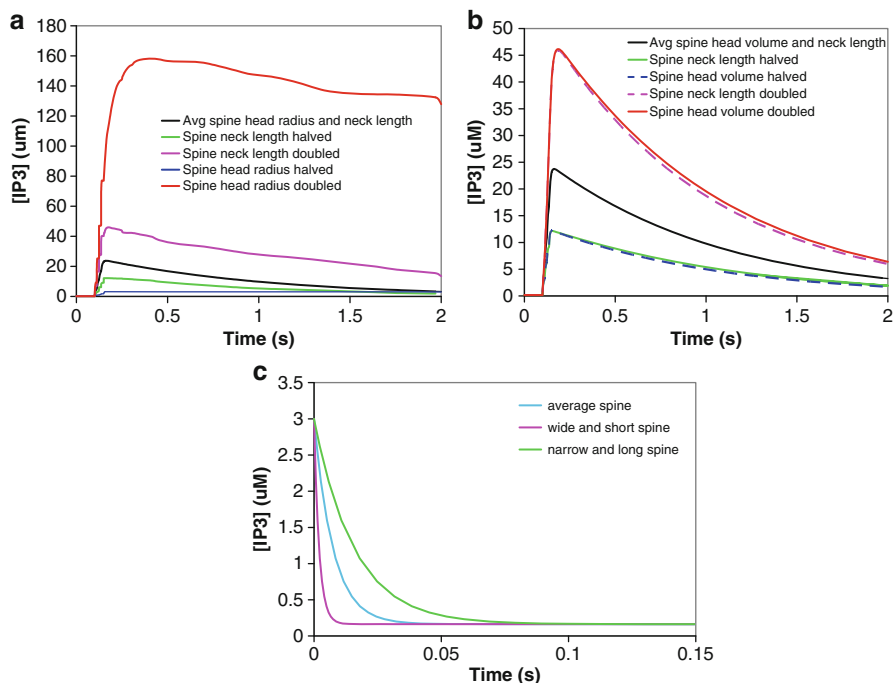 a
[IP3] (um)
180
160
140
120
100
80
60
40
20
0
Avg spine head radius and neck length
Spine neck length halved
Spine neck length doubled
Spine head radius halved
Spine head radius doubled
0 0.5 1 1.5 2
Time (s)
b
[IP3] (uM)
50
45
40
35
30
25
20
15
10
5
0
Avg spine head volume and neck length
Spine neck length halved
Spine head volume halved
Spine neck length doubled
Spine head volume doubled
0 0.5 1 1.5 2
Time (s)
c
[IP3] (uM)
3.5
3
2.5
2
1.5
1
0.5
0
average spine
wide and short spine
narrow and long spine
0 0.05 0.1 0.15
Time (s)